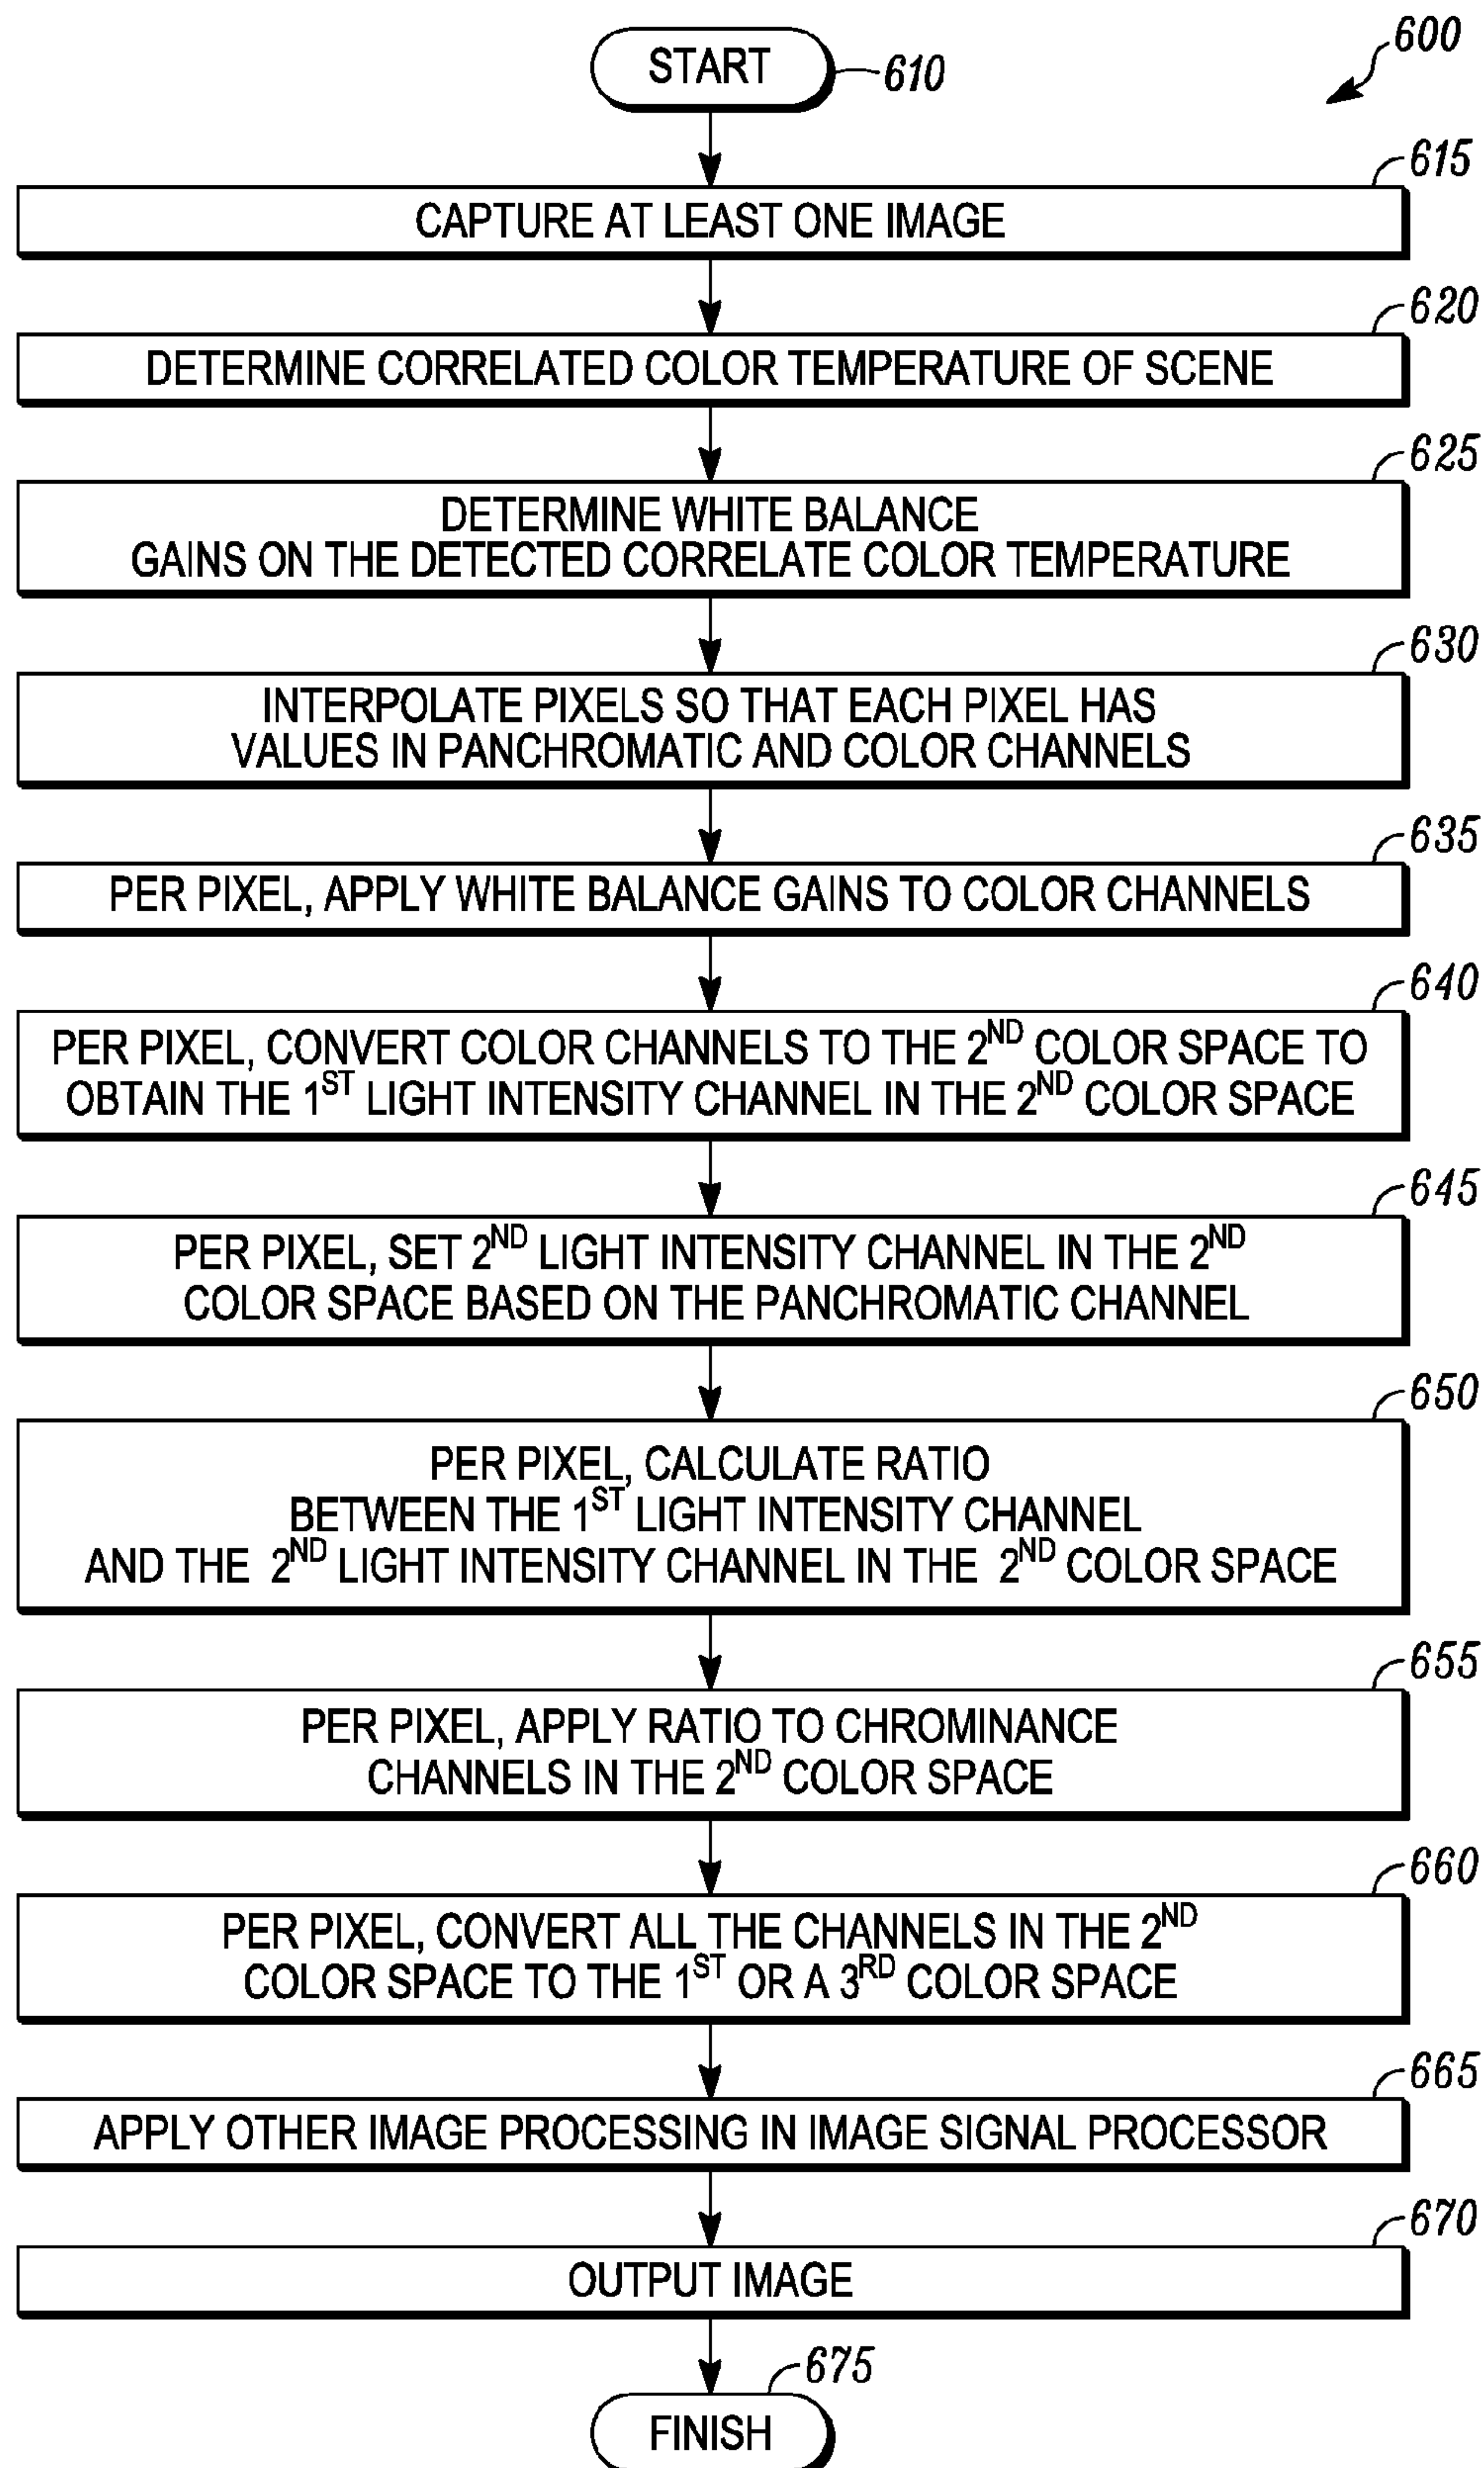 600
START
610
615
CAPTURE AT LEAST ONE IMAGE
620
DETERMINE CORRELATED COLOR TEMPERATURE OF SCENE
625
DETERMINE WHITE BALANCE
GAINS ON THE DETECTED CORRELATE COLOR TEMPERATURE
630
INTERPOLATE PIXELS SO THAT EACH PIXEL HAS
VALUES IN PANCHROMATIC AND COLOR CHANNELS
635
PER PIXEL, APPLY WHITE BALANCE GAINS TO COLOR CHANNELS
640
PER PIXEL, CONVERT COLOR CHANNELS TO THE 2ND COLOR SPACE TO
OBTAIN THE 1ST LIGHT INTENSITY CHANNEL IN THE 2ND COLOR SPACE
645
PER PIXEL, SET 2ND LIGHT INTENSITY CHANNEL IN THE 2ND
COLOR SPACE BASED ON THE PANCHROMATIC CHANNEL
650
PER PIXEL, CALCULATE RATIO
BETWEEN THE 1ST LIGHT INTENSITY CHANNEL
AND THE 2ND LIGHT INTENSITY CHANNEL IN THE 2ND COLOR SPACE
655
PER PIXEL, APPLY RATIO TO CHROMINANCE
CHANNELS IN THE 2ND COLOR SPACE
660
PER PIXEL, CONVERT ALL THE CHANNELS IN THE 2ND
COLOR SPACE TO THE 1ST OR A 3RD COLOR SPACE
665
APPLY OTHER IMAGE PROCESSING IN IMAGE SIGNAL PROCESSOR
670
OUTPUT IMAGE
675
FINISH